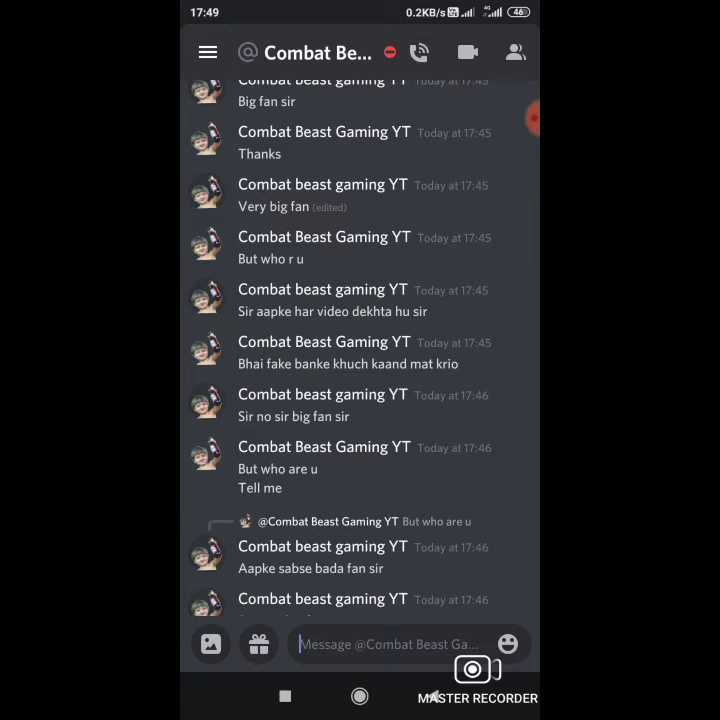 17:49
0.2KB/s
4G
46
@ Combat Be...
Combat beast gaming YT Today at 17:45
Big fan sir
Combat Beast Gaming YT Today at 17:45
Thanks
Combat beast gaming YT Today at 17:45
Very big fan (edited)
Combat Beast Gaming YT Today at 17:45
But who r u
Combat beast gaming YT Today at 17:45
Sir aapke har video dekhta hu sir
Combat Beast Gaming YT Today at 17:45
Bhai fake banke khuch kaand mat krio
Combat beast gaming YT Today at 17:46
Sir no sir big fan sir
Combat Beast Gaming YT Today at 17:46
But who are u
Tell me
@Combat Beast Gaming YT But who are u
Combat beast gaming YT Today at 17:46
Aapke sabse bada fan sir
Combat beast gaming YT Today at 17:46
Message @Combat Beast Ga...
MASTER RECORDER